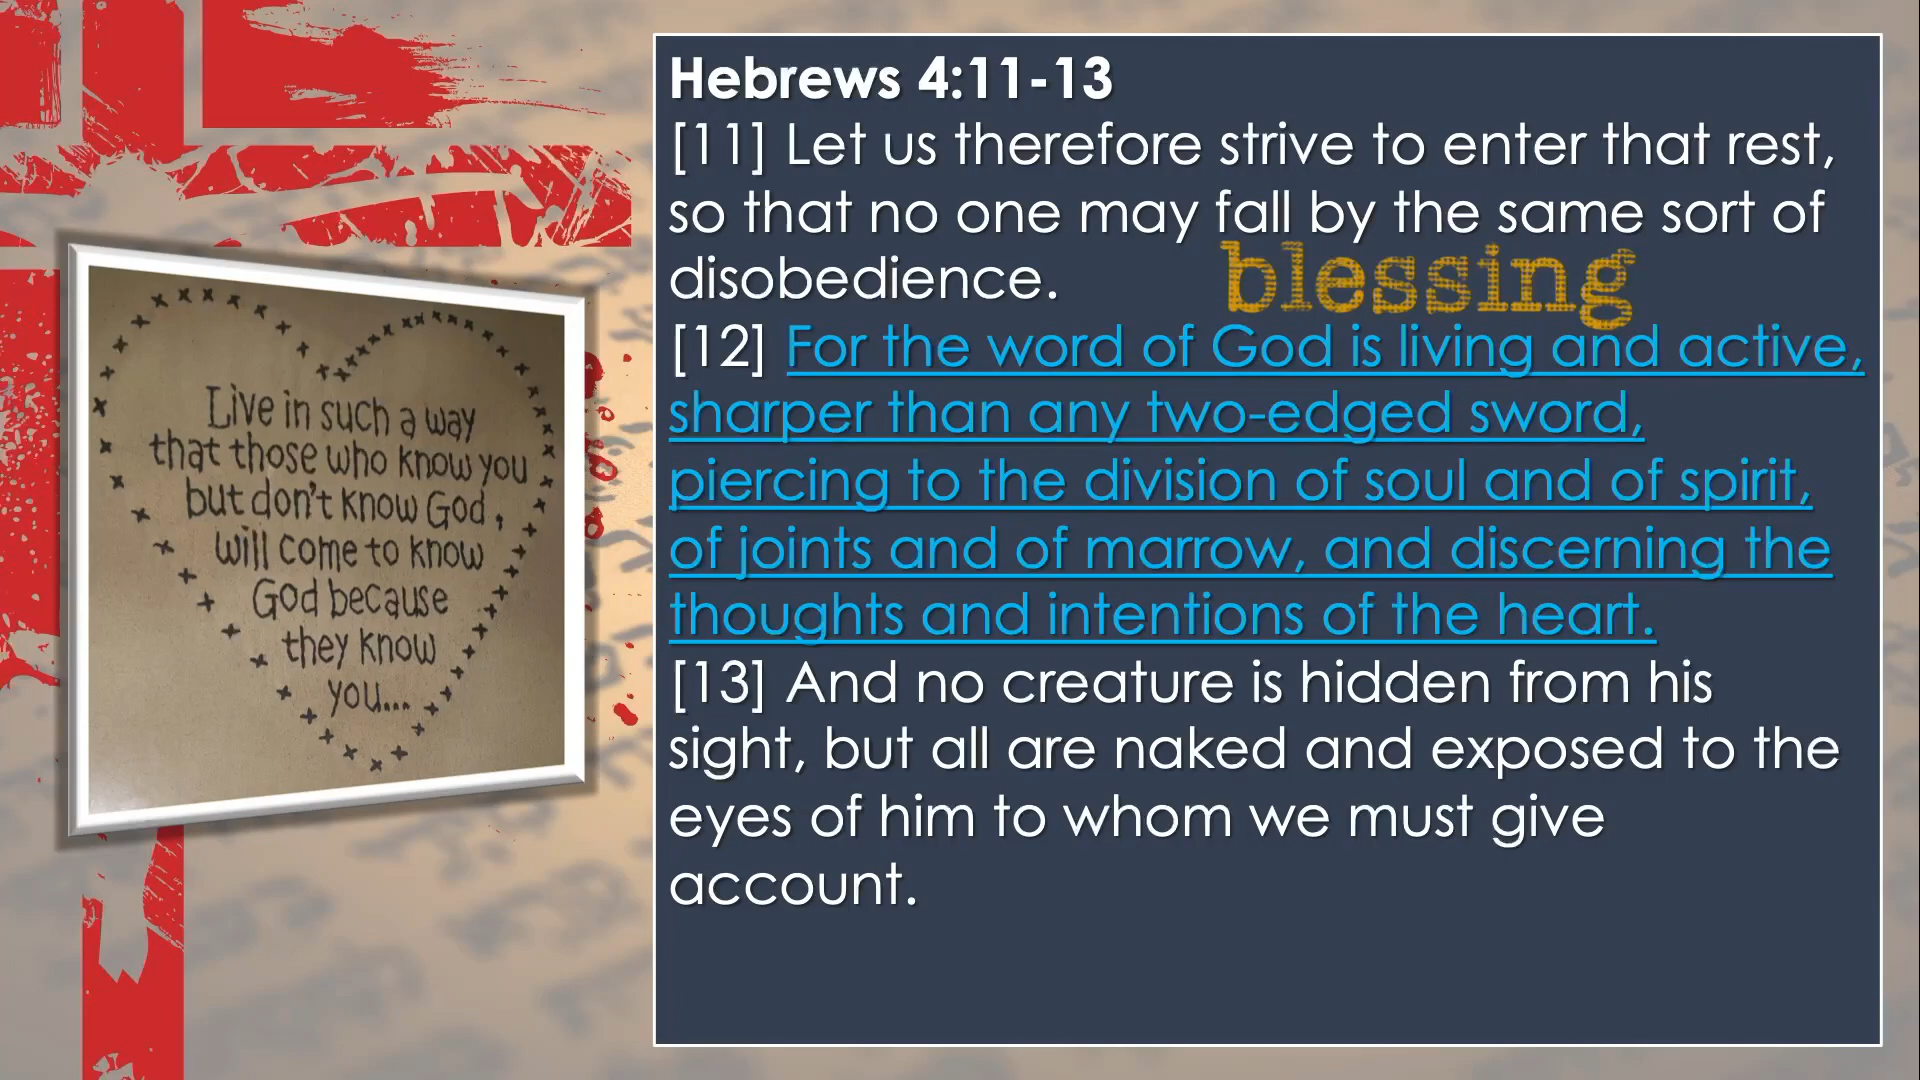 Live in such a way
that those who know you
but don't know God,
will come to know
God because
they know
you...
Hebrews 4:11-13
[11] Let us therefore strive to enter that rest,
so that no one may fall by the same sort of
disobedience.
blessing
[12] For the word of God is living and active,
sharper than any two-edged sword,
piercing to the division of soul and of spirit,
of joints and of marrow, and discerning the
thoughts and intentions of the heart.
[13] And no creature is hidden from his
sight, but all are naked and exposed to the
eyes of him to whom we must give
account.